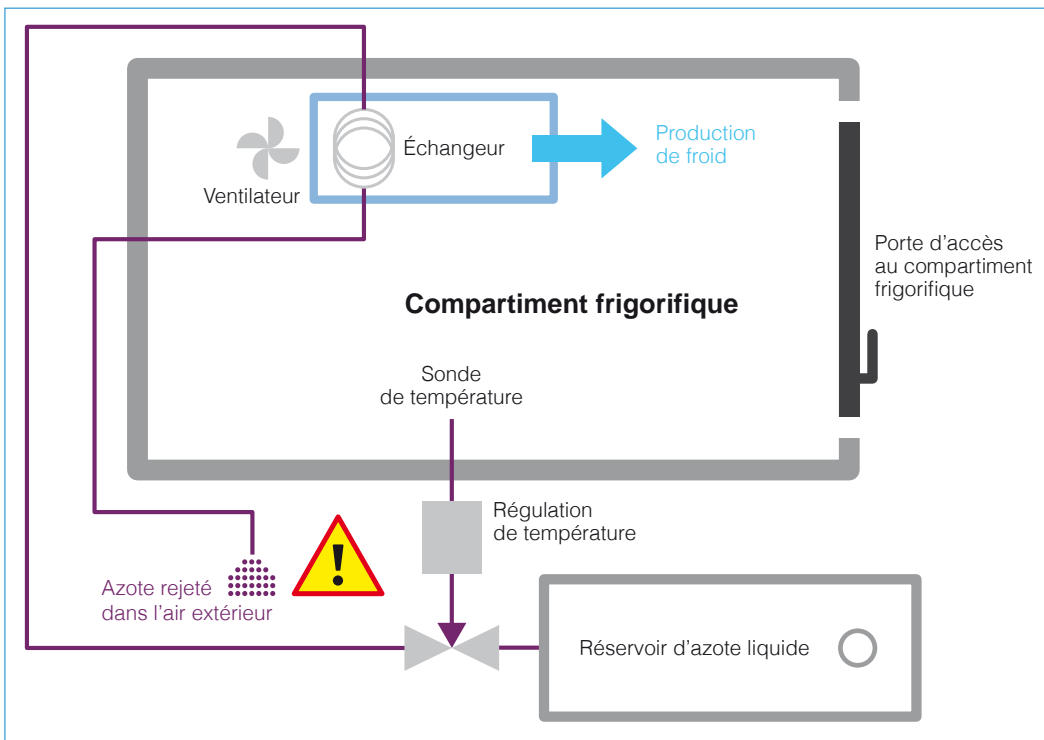 Échangeur
Production
de froid
Ventilateur
Porte d'accès
au compartiment
frigorifique
Compartiment frigorifique
Sonde
de température
Régulation
de température
!
Azote rejeté
dans l'air extérieur
Réservoir d'azote liquide